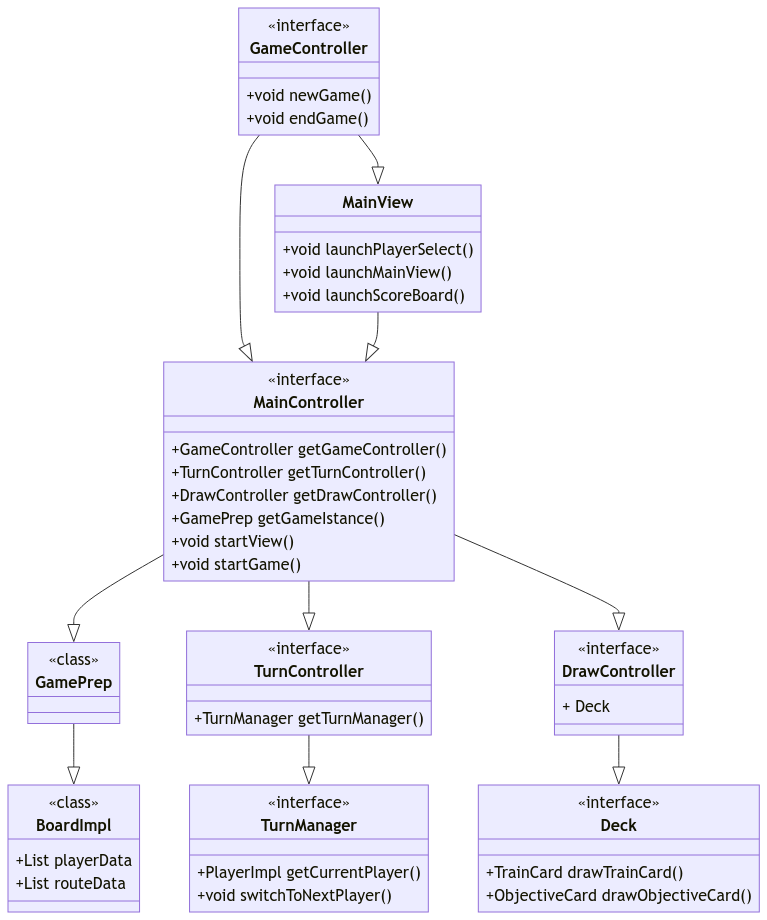 «interface»
GameController
+void newGame()
+void endGame()
MainView
+void launchPlayerSelect()
+void launchMainView()
+void launchScoreBoard()
«interface»
MainController
+GameController getGameController()
+TurnController getTurnController()
+DrawController getDrawController()
+GamePrep getGameIstance()
+void startView()
+void startGame()
«class»
GamePrep
«interface»
TurnController
+TurnManager getTurnManager()
«interface»
DrawController
+ Deck
«class»
BoardImpl
+List playerData
+List routeData
«interface»
TurnManager
+PlayerImpl getCurrentPlayer()
+void switchToNextPlayer()
«interface»
Deck
+TrainCard drawTrainCard()
+ObjectiveCard drawObjectiveCard()